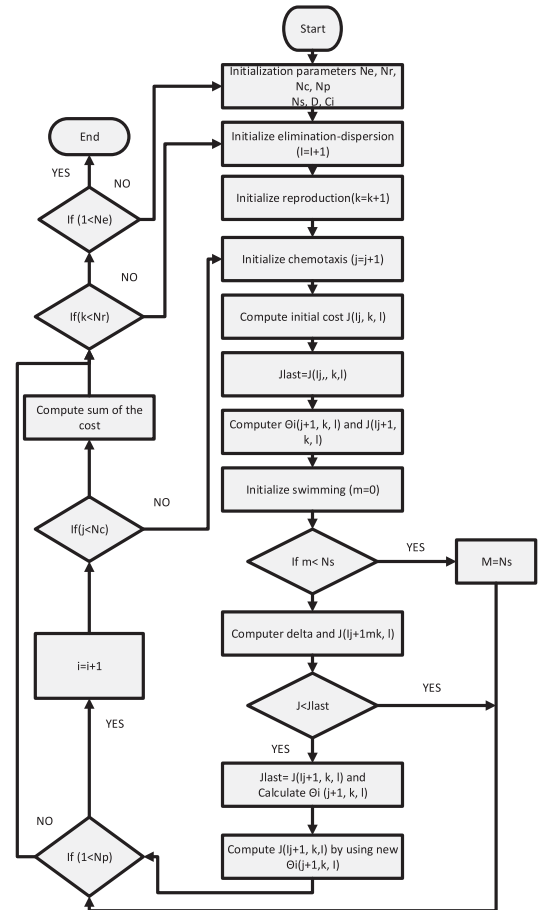 Start
Initialization parameters Ne, Nr,
Nc, Np
Ns, D, Ci
End
Initialize elimination-dispersion
(I=I+1)
YES
NO
Initialize reproduction(k=k+1)
If (1<Ne)
Initialize chemotaxis (j=j+1)
NO
If(k<Nr)
Compute initial cost J(Ij, k, l)
Jlast=J(Ij,, k,l)
Compute sum of the
cost
Computer Θi(j+1, k, l) and J(Ij+1,
k, l)
Initialize swimming (m=0)
NO
If(j<Nc)
If m< Ns
YES
M=Ns
Computer delta and J(Ij+1mk, l)
i=i+1
J<Jlast
YES
YES
YES
Jlast= J(Ij+1, k, l) and
Calculate Θi (j+1, k, l)
NO
If (1<Np)
Compute J(Ij+1, k,l) by using new
Θi(j+1,k, l)